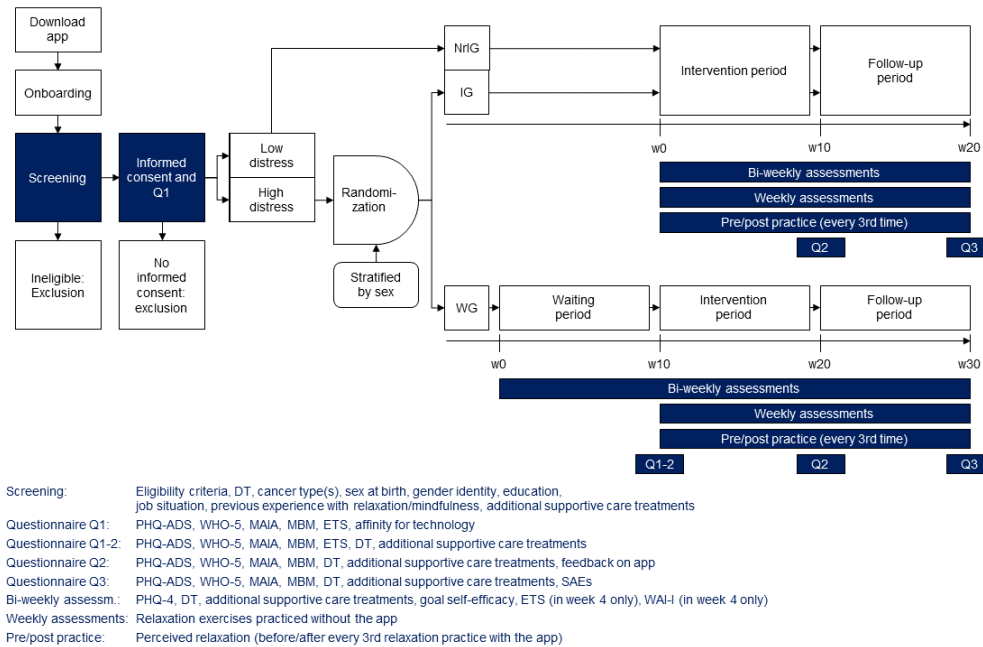 Download
app
Onboarding
Screening
Informed
consent and
Q1
Ineligible:
Exclusion
No
informed
consent:
exclusion
Low
distress
High
distress
Randomi-
zation
Stratified
by sex
NrIG
IG
Intervention period
Follow-up
period
w0
w10
w20
Bi-weekly assessments
Weekly assessments
Pre/post practice (every 3rd time)
Q2
Q3
WG
Waiting
period
Intervention
period
Follow-up
period
w0
w10
w20
w30
Bi-weekly assessments
Weekly assessments
Pre/post practice (every 3rd time)
Q1-2
Q2
Q3
Screening: Eligibility criteria, DT, cancer type(s), sex at birth, gender identity, education,
job situation, previous experience with relaxation/mindfulness, additional supportive care treatments
Questionnaire Q1: PHQ-ADS, WHO-5, MAIA, MBM, ETS, affinity for technology
Questionnaire Q1-2: PHQ-ADS, WHO-5, MAIA, MBM, ETS, DT, additional supportive care treatments
Questionnaire Q2: PHQ-ADS, WHO-5, MAIA, MBM, DT, additional supportive care treatments, feedback on app
Questionnaire Q3: PHQ-ADS, WHO-5, MAIA, MBM, DT, additional supportive care treatments, SAEs
Bi-weekly assessm.: PHQ-4, DT, additional supportive care treatments, goal self-efficacy, ETS (in week 4 only), WAI-I (in week 4 only)
Weekly assessments: Relaxation exercises practiced without the app
Pre/post practice: Perceived relaxation (before/after every 3rd relaxation practice with the app)